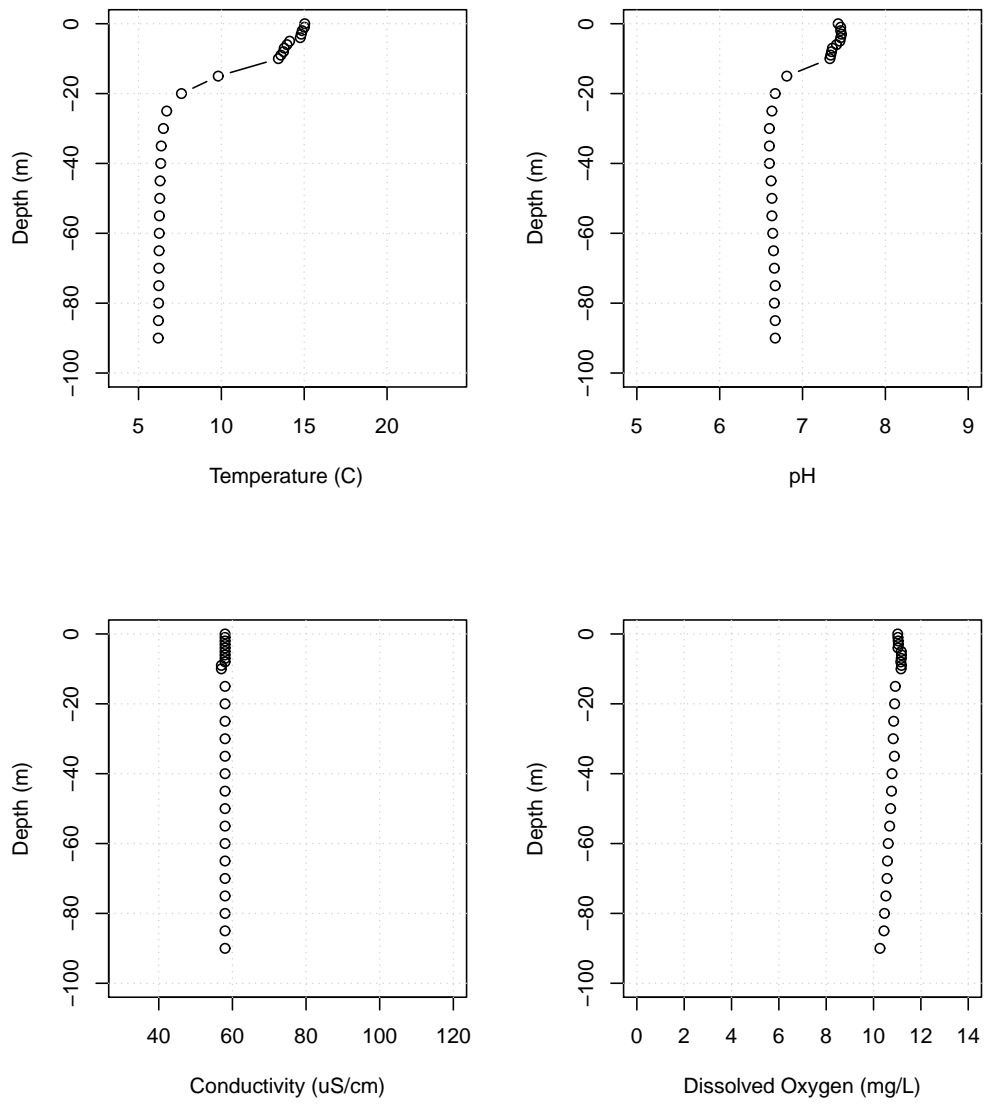 0
−20
−40
−60
−80
−100
Depth (m)
5 10 15 20
Temperature (C)
0
−20
−40
−60
−80
−100
Depth (m)
5 6 7 8 9
pH
0
−20
−40
−60
−80
−100
Depth (m)
40 60 80 100 120
Conductivity (uS/cm)
0
−20
−40
−60
−80
−100
Depth (m)
0 2 4 6 8 10 12 14
Dissolved Oxygen (mg/L)